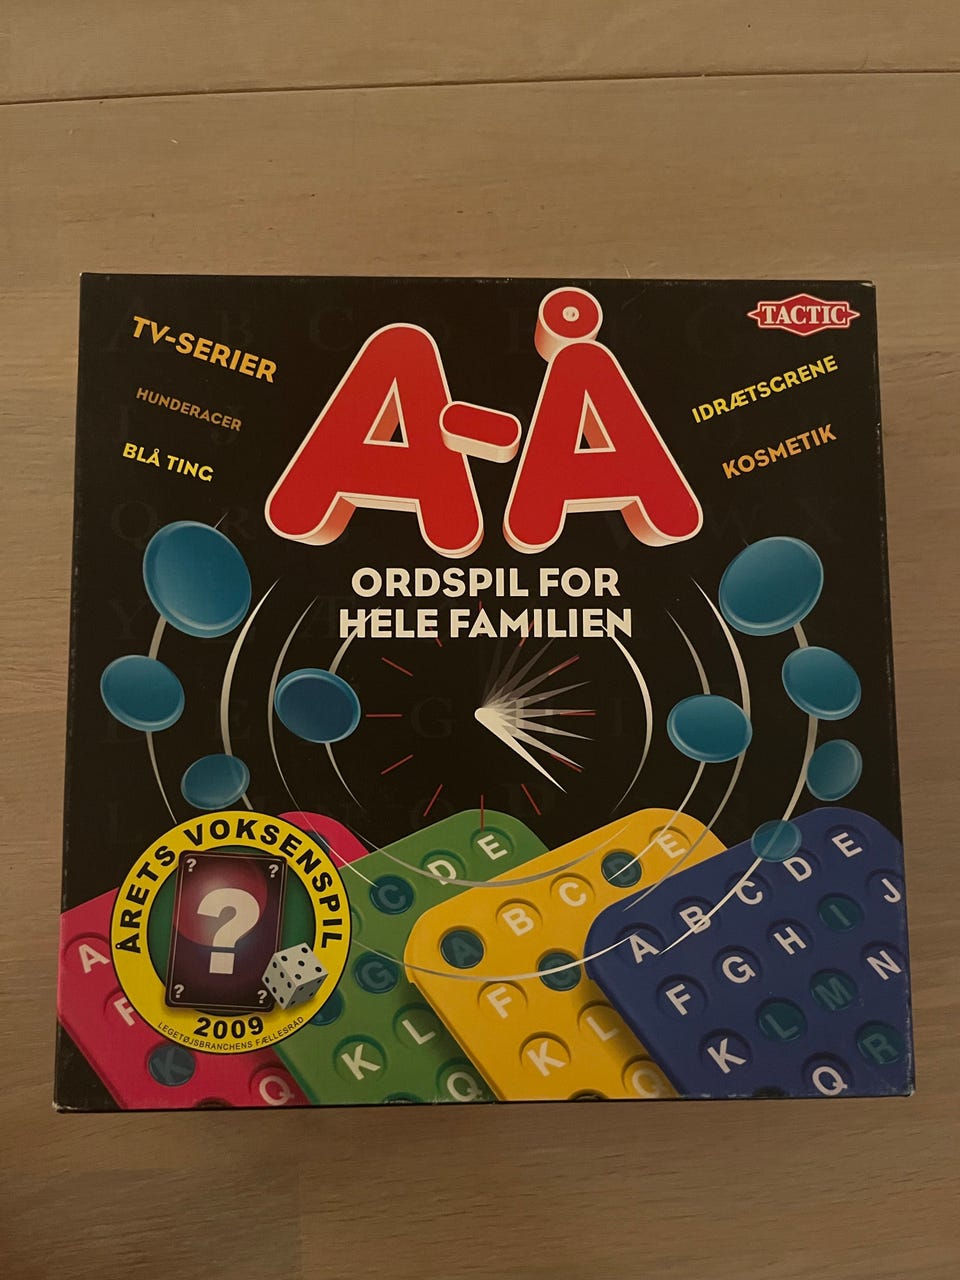 TACTIC
TV-SERIER
HUNDERACER
BLÅ TING
A-Å
IDRÆTSGRENE
KOSMETIK
ORDSPIL FOR
HELE FAMILIEN
ÅRETS VOKSENSPIL
?
?
?
?
?
2009
LEGETØJSBRANCHENS FÆLLESRÅD
A
F
K
Q
C D E
G
K L
Q
A B C D E
F
K L
Q
A B C D E
F G H I J
K L M N
Q R